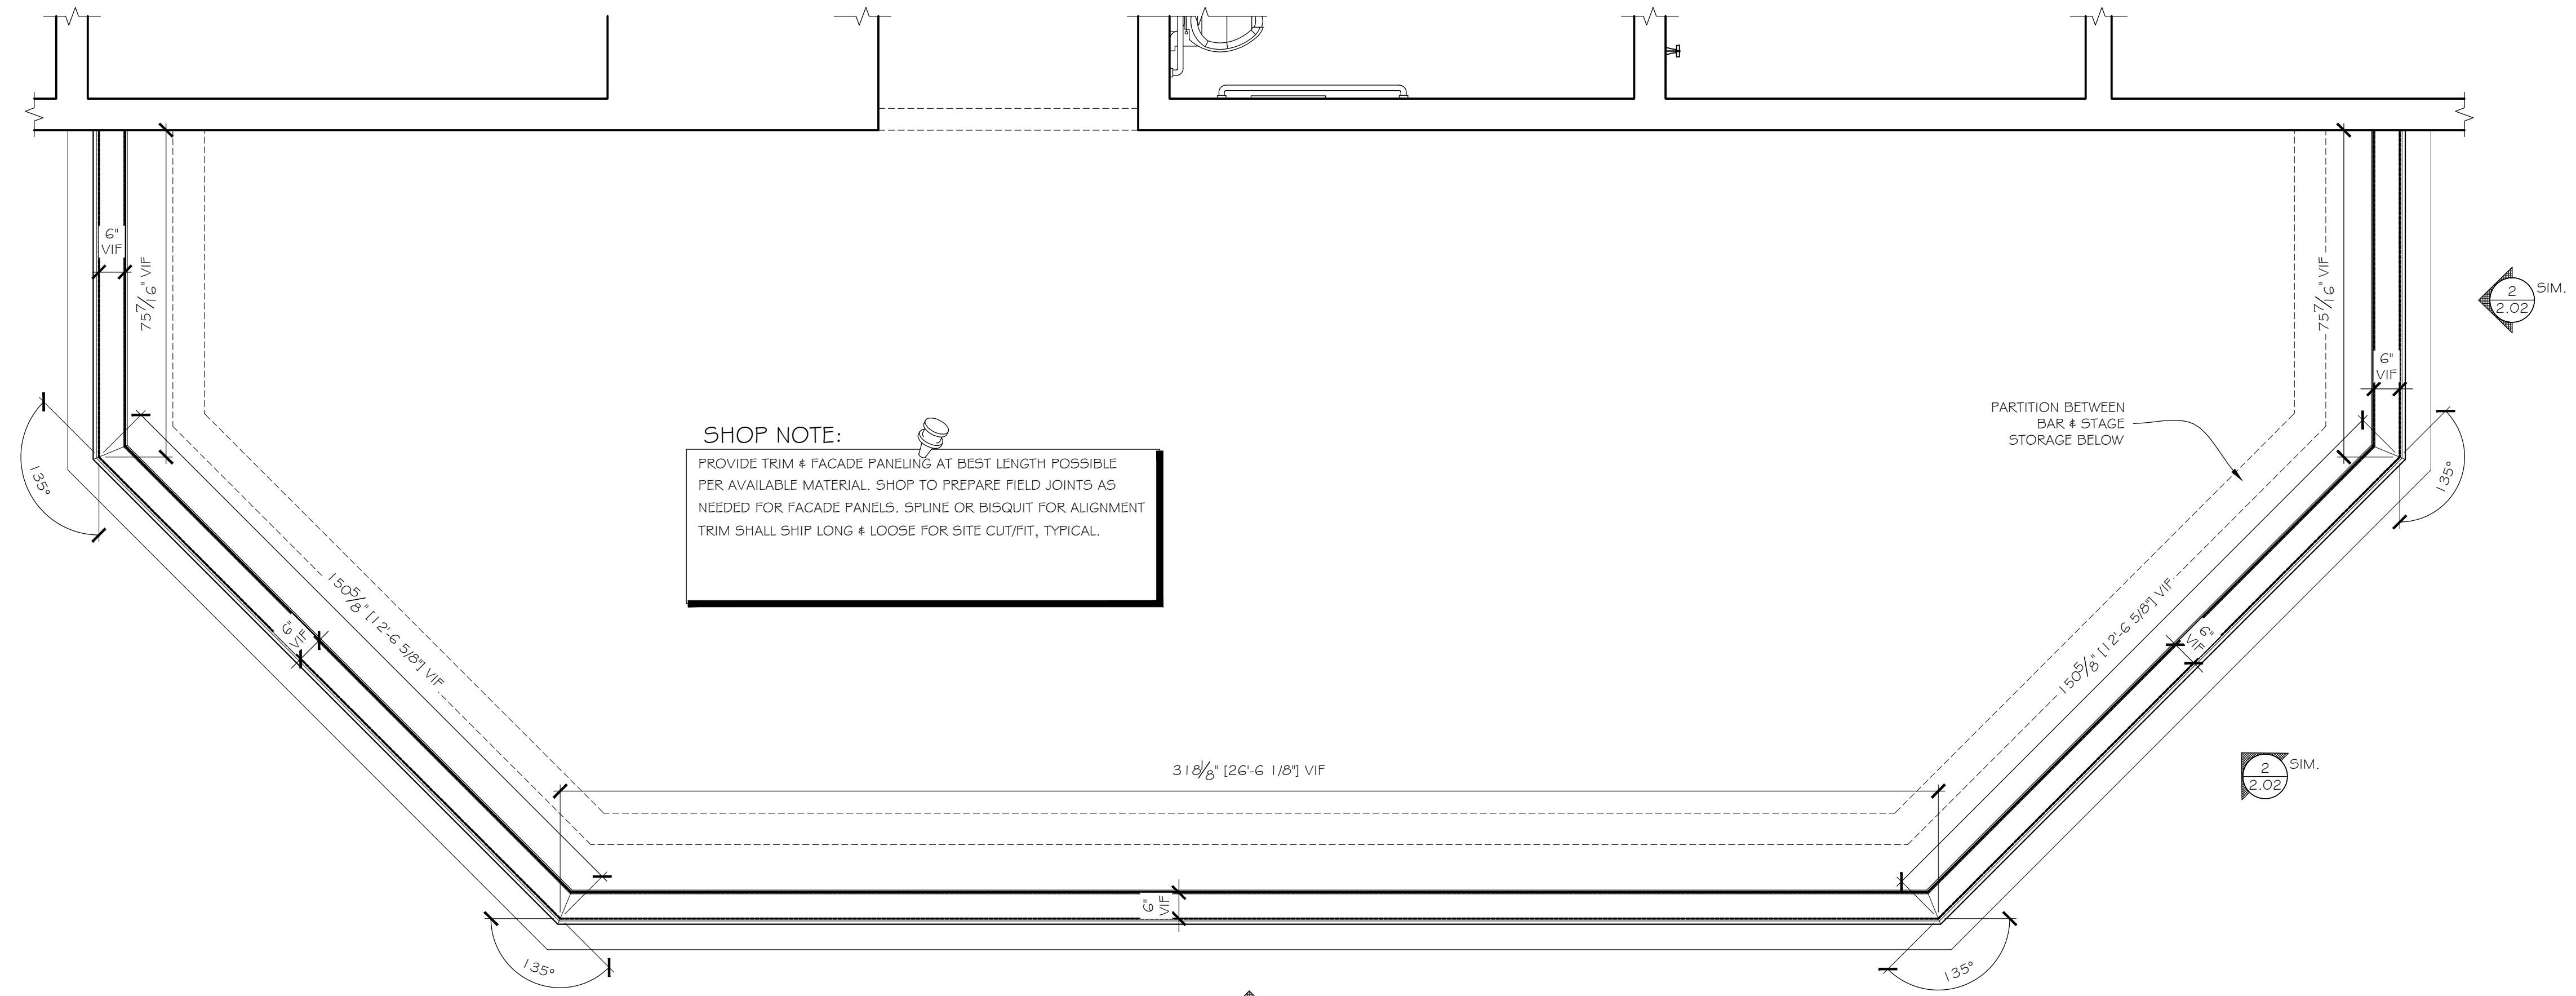 6"
VIF
75 7/16" VIF
75 7/16" VIF
2
2.02
SIM.
6"
VIF
PARTITION BETWEEN
BAR & STAGE
STORAGE BELOW
SHOP NOTE:
PROVIDE TRIM & FACADE PANELING AT BEST LENGTH POSSIBLE
PER AVAILABLE MATERIAL. SHOP TO PREPARE FIELD JOINTS AS
NEEDED FOR FACADE PANELS. SPLINE OR BISQUIT FOR ALIGNMENT
TRIM SHALL SHIP LONG & LOOSE FOR SITE CUT/FIT, TYPICAL.
135°
135°
150 5/8" [12'-6 5/8"] VIF
150 5/8" [12'-6 5/8"] VIF
6"
VIF
6"
VIF
318 1/8" [26'-6 1/8"] VIF
2
2.02
SIM.
6"
VIF
135°
135°